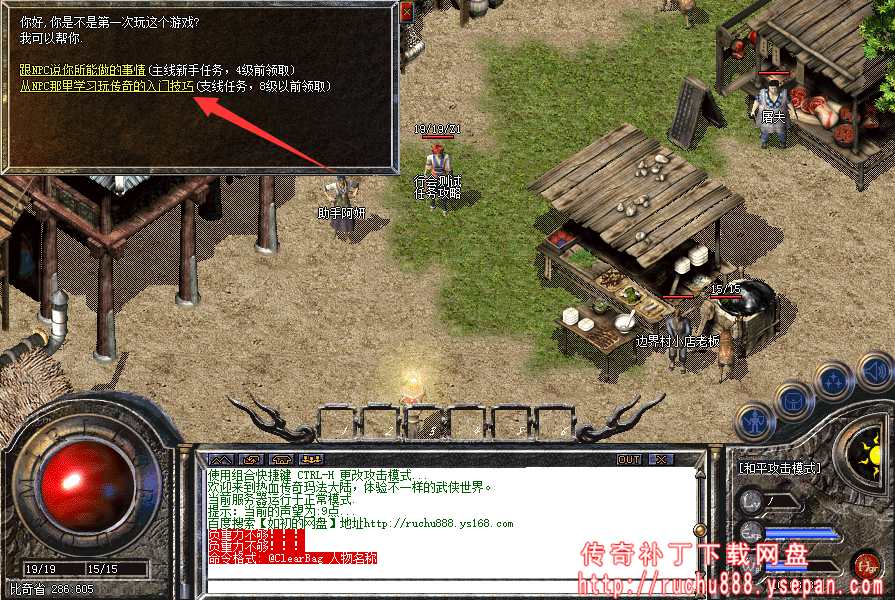 你好,你是不是第一次玩这个游戏?
我可以帮你.
跟NPC说你所能做的事情(主线新手任务,4级前领取)
从NPC那里学习玩传奇的入门技巧(支线任务,8级以前领取)
19/19/Z1
行会测试
任务攻略
助手阿妍
屠夫
15/15
边界村小店老板
OUT
使用组合快捷键 CTRL-H 更改攻击模式...
欢迎来到热血传奇玛法大陆，体验不一样的武侠世界。
当前服务器运行于正常模式.
提示：当前的声望为:9点...
百度搜索【如初的网盘】地址http://ruchu888.ys168.com
负重力不够！！！
负重力不够！！！
命令格式: @ClearBag 人物名称
[和平攻击模式]
19/19
15/15
比奇省 286:605
传奇补丁下载网盘
http://ruchu888.ysepan.com